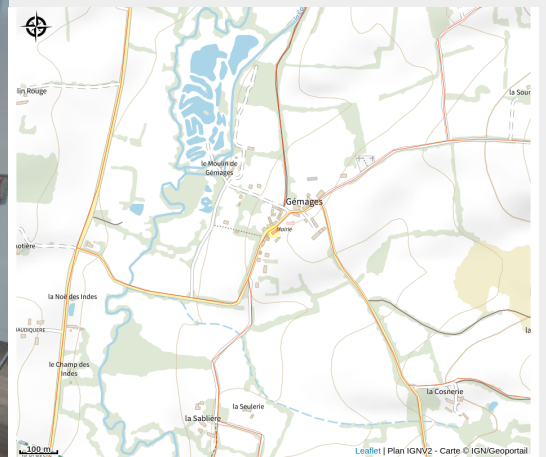 lin Rouge
la Sour
le Moulin de
Gémages
Gémages
Mairie
otière
la Noë des Indes
AUDIQUERE
le Champ des
Indes
la
la Cosnerie
la Seulerie
la Sablière
100 m
Leaflet | Plan IGNV2 - Carte © IGN/Geoportail